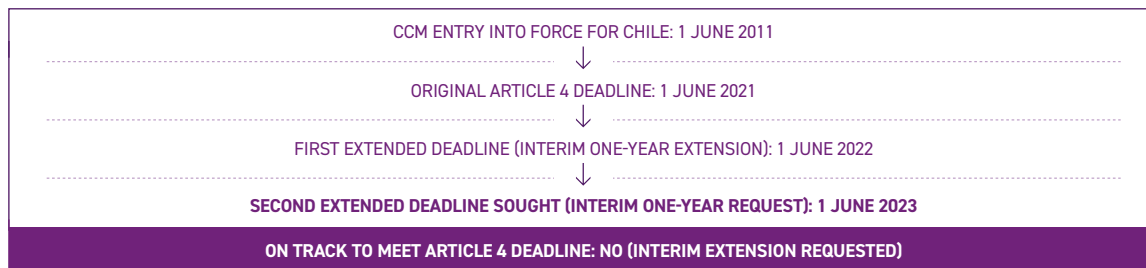 CCM ENTRY INTO FORCE FOR CHILE: 1 JUNE 2011
ORIGINAL ARTICLE 4 DEADLINE: 1 JUNE 2021
FIRST EXTENDED DEADLINE (INTERIM ONE-YEAR EXTENSION): 1 JUNE 2022
SECOND EXTENDED DEADLINE SOUGHT (INTERIM ONE-YEAR REQUEST): 1 JUNE 2023
ON TRACK TO MEET ARTICLE 4 DEADLINE: NO (INTERIM EXTENSION REQUESTED)